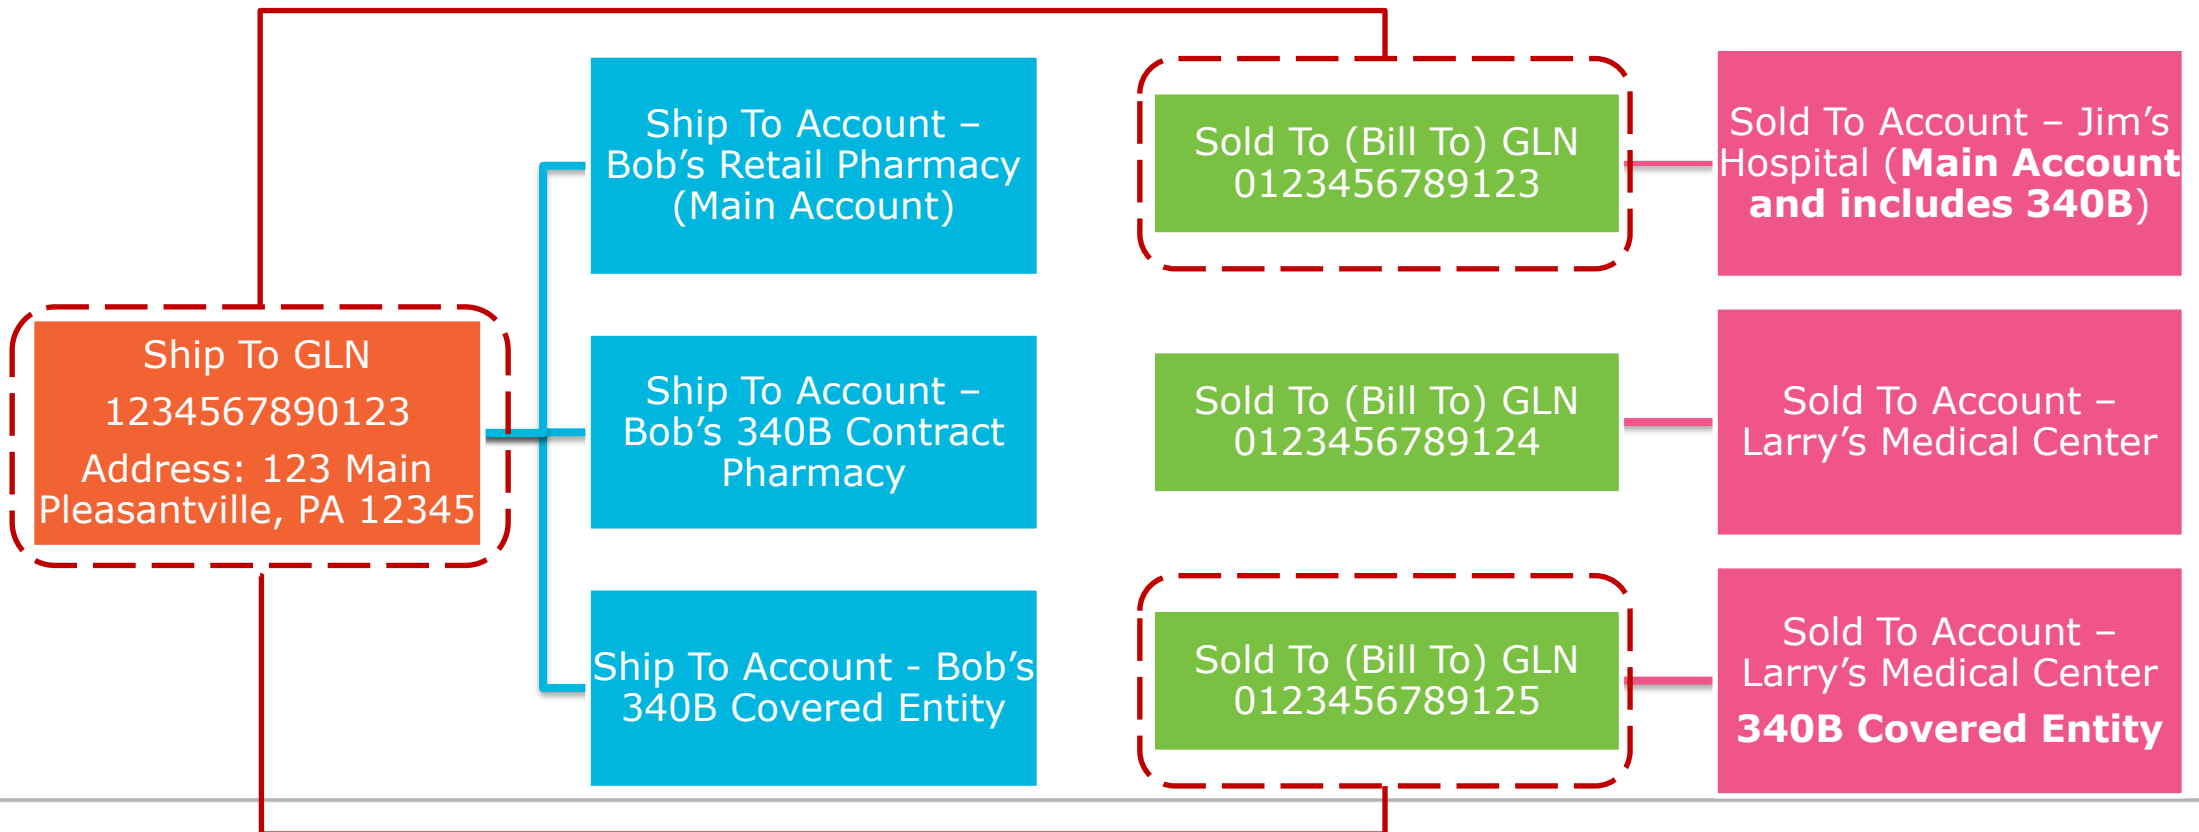 Ship To GLN
1234567890123
Address: 123 Main
Pleasantville, PA 12345
Ship To Account –
Bob’s Retail Pharmacy
(Main Account)
Ship To Account –
Bob’s 340B Contract
Pharmacy
Ship To Account - Bob’s
340B Covered Entity
Sold To (Bill To) GLN
0123456789123
Sold To Account – Jim’s
Hospital (Main Account
and includes 340B)
Sold To (Bill To) GLN
0123456789124
Sold To Account –
Larry’s Medical Center
Sold To (Bill To) GLN
0123456789125
Sold To Account –
Larry’s Medical Center
340B Covered Entity